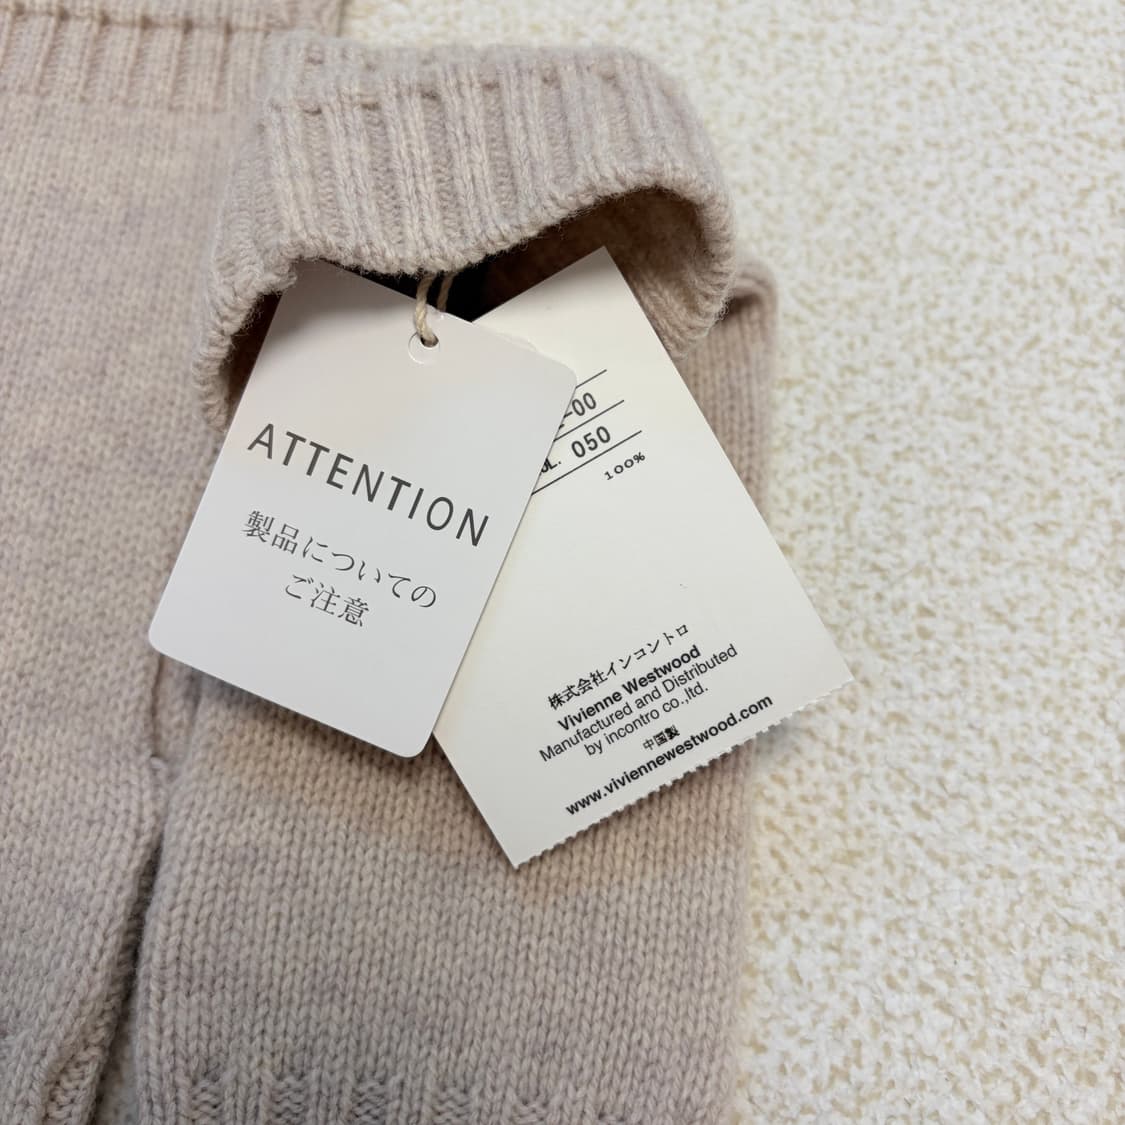 ATTENTION
製品についての
ご注意
-00
050
100%
株式会社インコントロ
Vivienne Westwood
Manufactured and Distributed
by incontro co.,ltd.
中国製
www.viviennewestwood.com